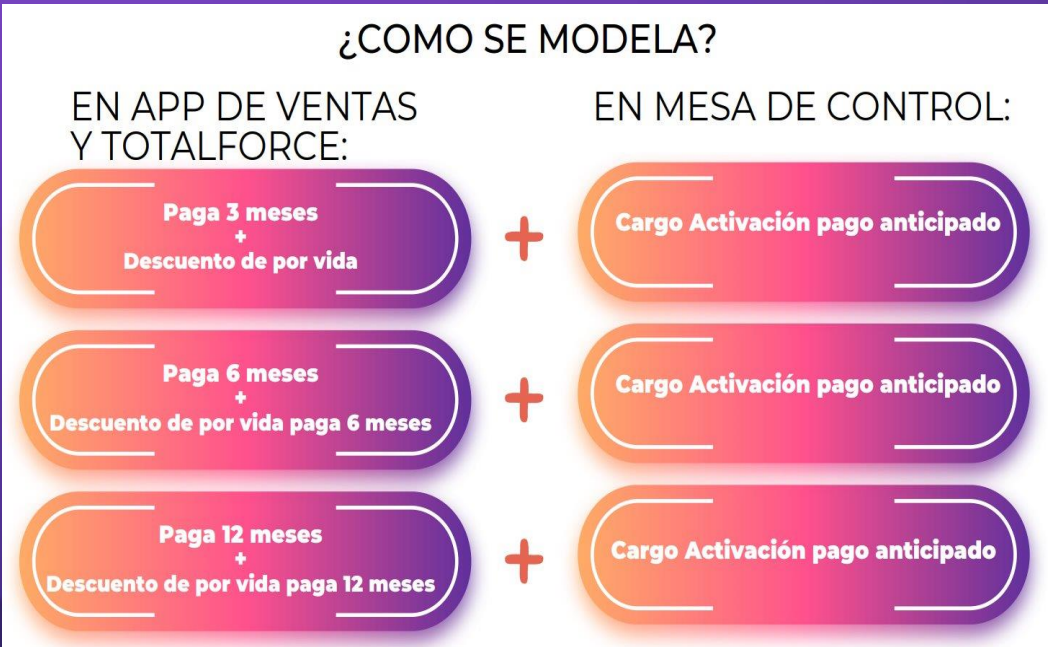 ¿COMO SE MODELA?
EN APP DE VENTAS
Y TOTALFORCE:
EN MESA DE CONTROL:
Paga 3 meses
+
Descuento de por vida
+
Cargo Activación pago anticipado
Paga 6 meses
+
Descuento de por vida paga 6 meses
+
Cargo Activación pago anticipado
Paga 12 meses
+
Descuento de por vida paga 12 meses
+
Cargo Activación pago anticipado